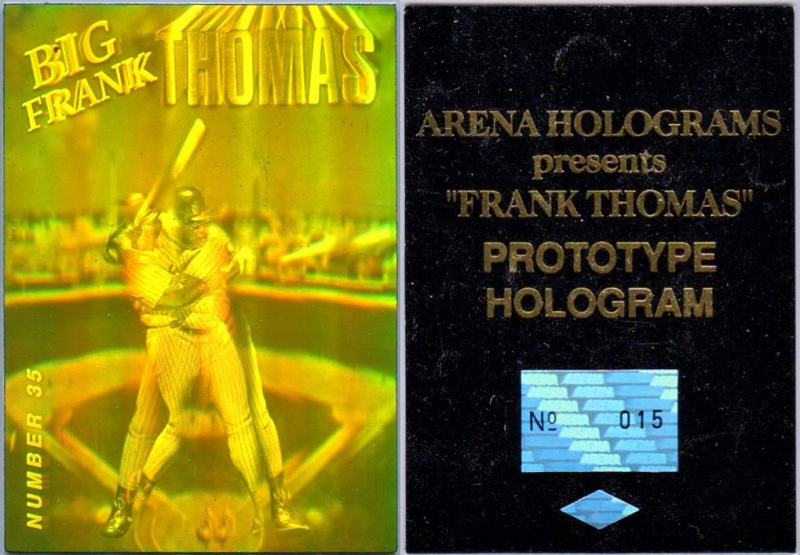 BIG
FRANK
THOMAS
NUMBER 35
ARENA HOLOGRAMS
presents
"FRANK THOMAS"
PROTOTYPE
HOLOGRAM
Nº 015